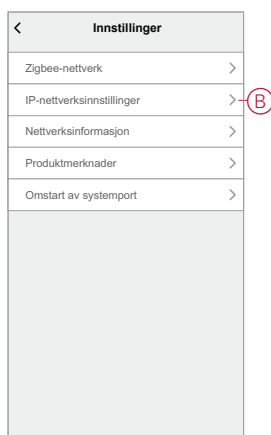 Innstillinger
Zigbee-nettverk
IP-nettverksinnstillinger
B
Nettverksinformasjon
Produktmerknader
Omstart av systemport